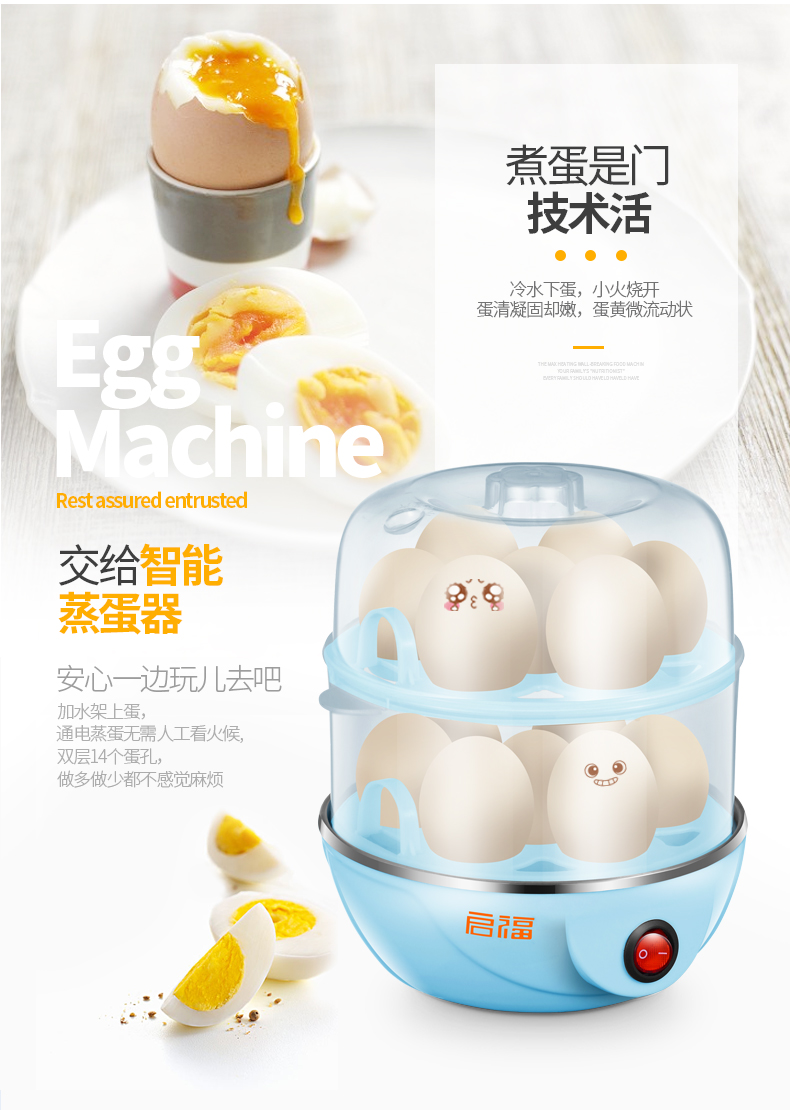 煮蛋是门
技术活
冷水下蛋，小火烧开
蛋清凝固却嫩，蛋黄微流动状
Egg
Machine
Rest assured entrusted
交给智能
蒸蛋器
安心一边玩儿去吧
加水架上蛋，
通电蒸蛋无需人工看火候,
双层14个蛋孔，
做多做少都不感觉麻烦
启福